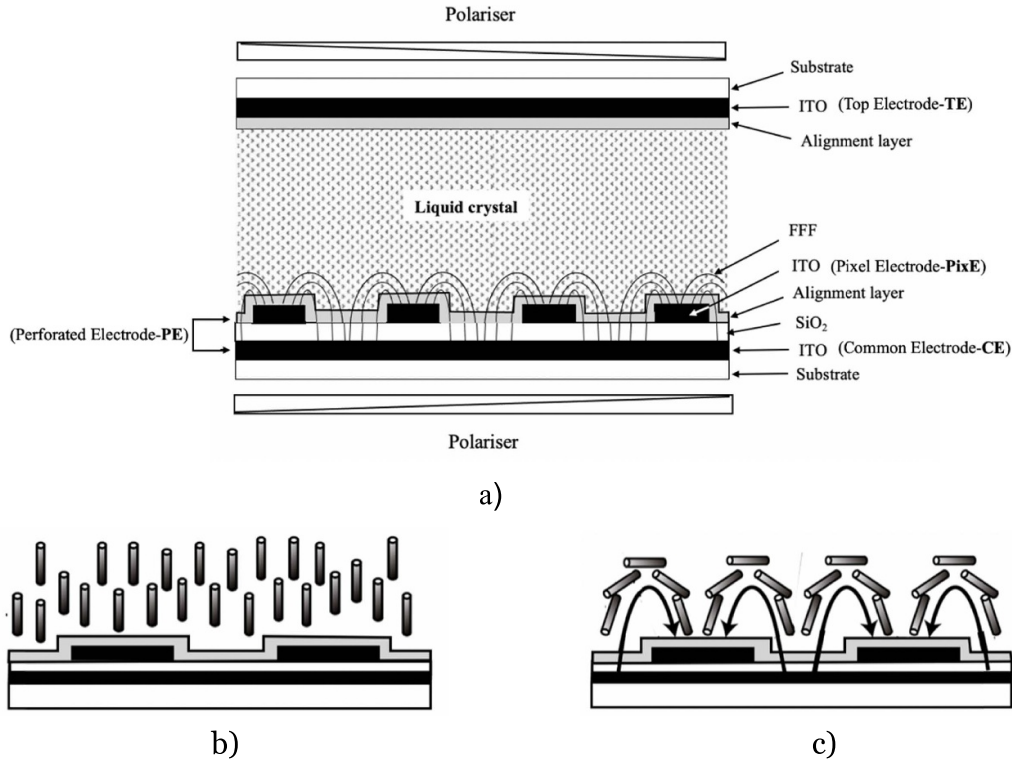 Polariser
Substrate
ITO (Top Electrode-TE)
Alignment layer
Liquid crystal
FFF
ITO (Pixel Electrode-PixE)
Alignment layer
SiO₂
(Perforated Electrode-PE)
ITO (Common Electrode-CE)
Substrate
Polariser
a)
b)
c)